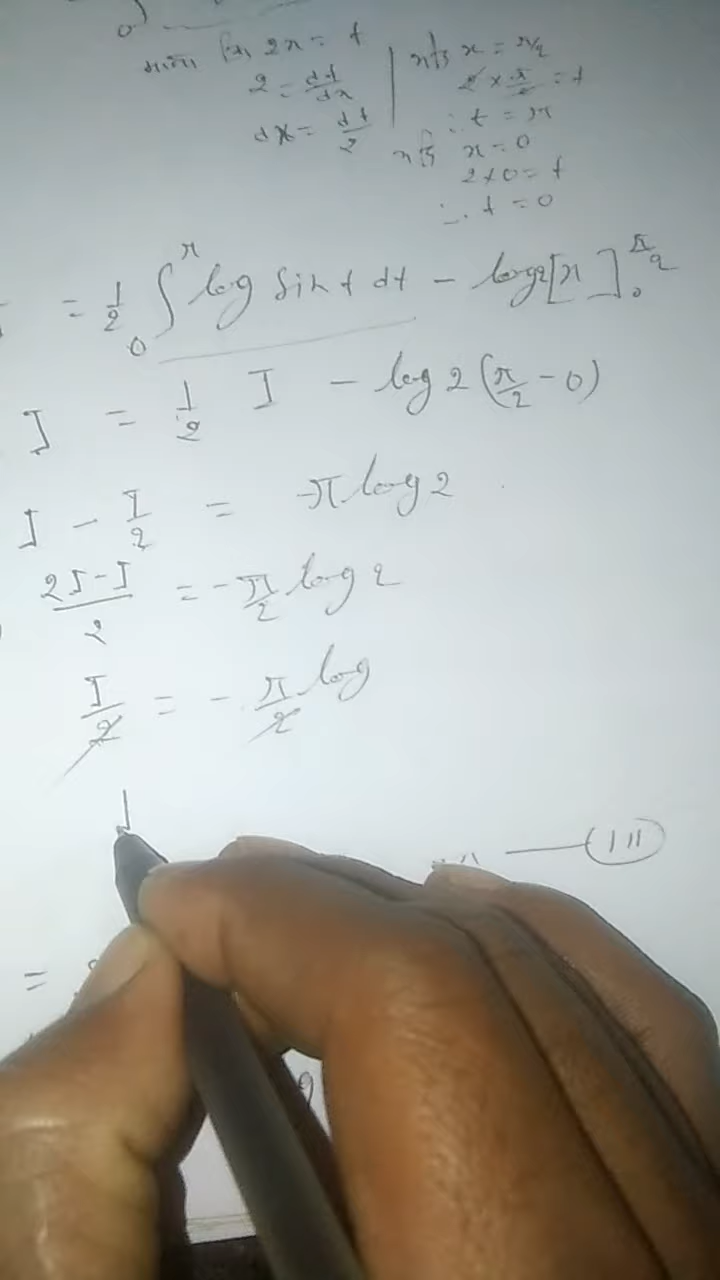 माना कि 2x = t
2 = dt/dx
dx = dt/2
यदि x = π/2
2 × π/2 = t
∴ t = π
यदि x = 0
2 × 0 = t
∴ t = 0
= 1/2 ∫₀^π log sin t dt - log2[x]₀^π/2
I = 1/2 I - log 2 (π/2 - 0)
I - I/2 = -π log 2
2I - I/2 = -π/2 log 2
I/2 = -π/2 log
I
(III)
=